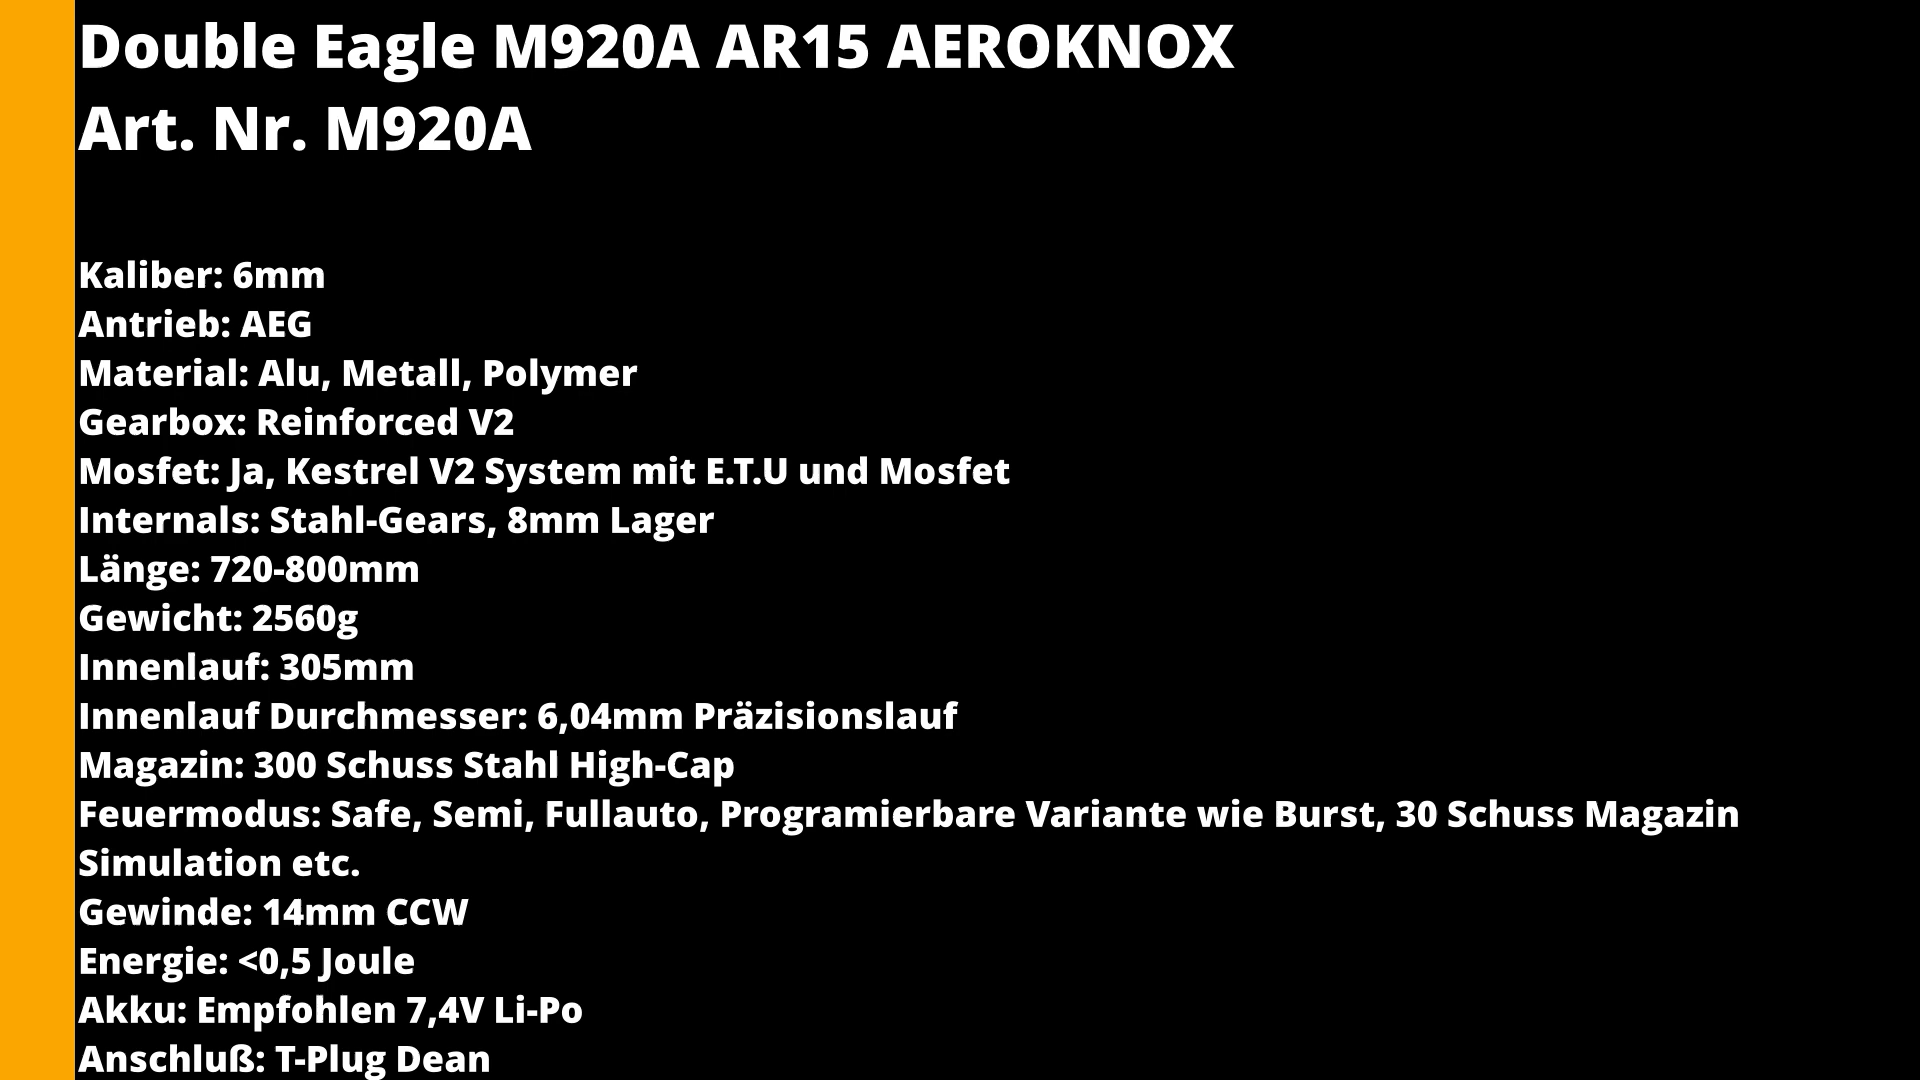 Double Eagle M920A AR15 AEROKNOX
Art. Nr. M920A
Kaliber: 6mm
Antrieb: AEG
Material: Alu, Metall, Polymer
Gearbox: Reinforced V2
Mosfet: Ja, Kestrel V2 System mit E.T.U und Mosfet
Internals: Stahl-Gears, 8mm Lager
Länge: 720-800mm
Gewicht: 2560g
Innenlauf: 305mm
Innenlauf Durchmesser: 6,04mm Präzisionslauf
Magazin: 300 Schuss Stahl High-Cap
Feuermodus: Safe, Semi, Fullauto, Programierbare Variante wie Burst, 30 Schuss Magazin
Simulation etc.
Gewinde: 14mm CCW
Energie: <0,5 Joule
Akku: Empfohlen 7,4V Li-Po
Anschluß: T-Plug Dean